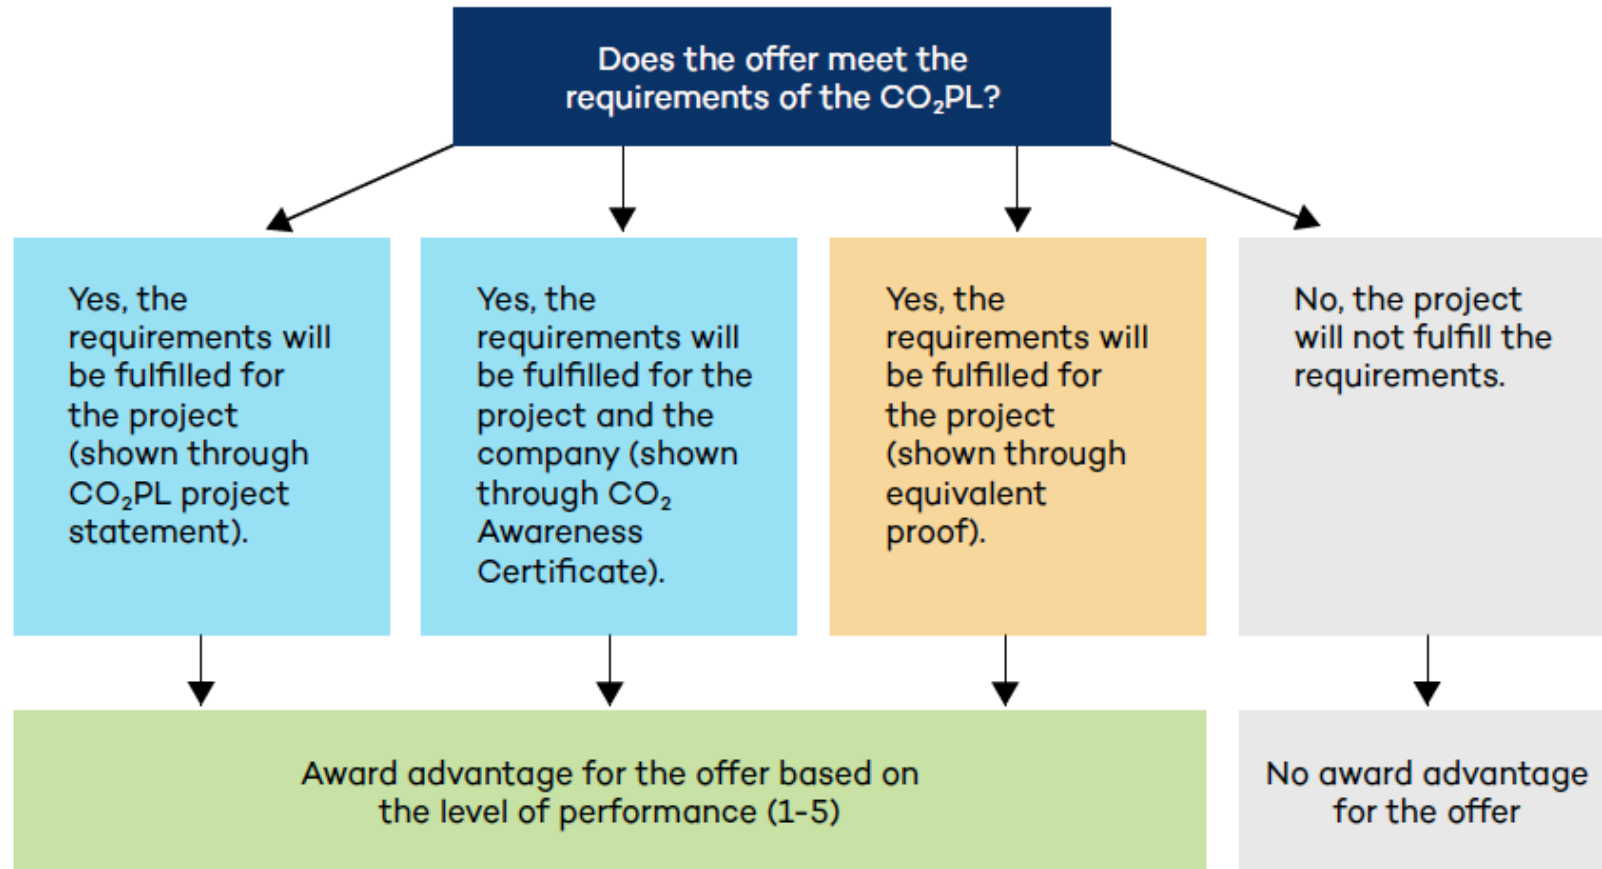 Does the offer meet the
requirements of the CO₂PL?
Yes, the
requirements will
be fulfilled for
the project
(shown through
CO₂PL project
statement).
Yes, the
requirements will
be fulfilled for the
project and the
company (shown
through CO₂
Awareness
Certificate).
Yes, the
requirements will
be fulfilled for
the project
(shown through
equivalent
proof).
No, the project
will not fulfill the
requirements.
Award advantage for the offer based on
the level of performance (1-5)
No award advantage
for the offer